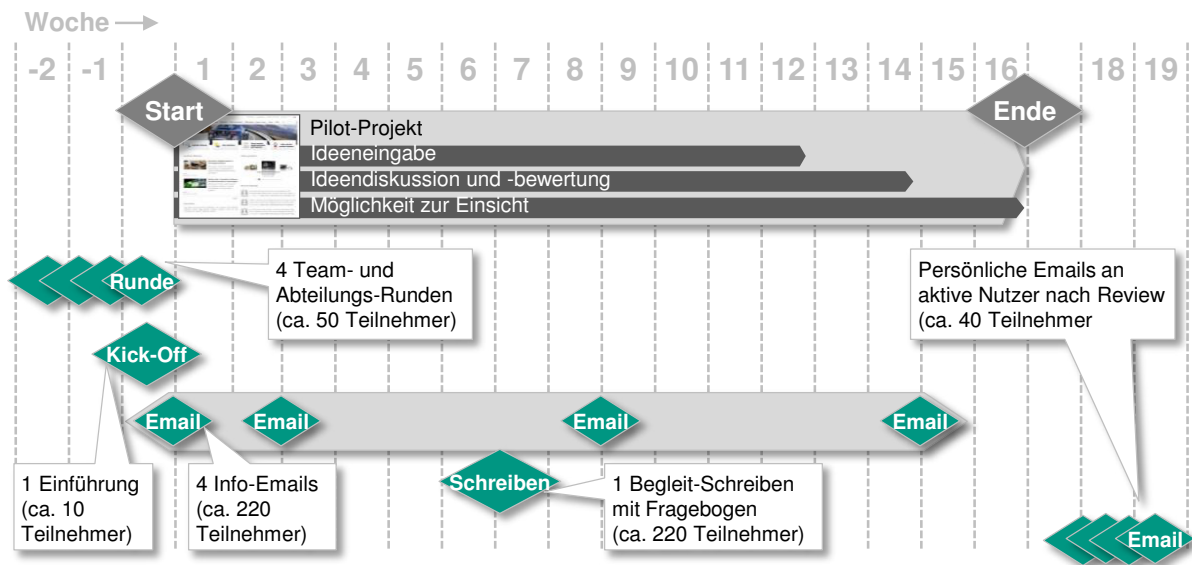 Woche
-2 -1 1 2 3 4 5 6 7 8 9 10 11 12 13 14 15 16 18 19
Start
Ende
Pilot-Projekt
Ideeneingabe
Ideendiskussion und -bewertung
Möglichkeit zur Einsicht
Runde
4 Team- und
Abteilungs-Runden
(ca. 50 Teilnehmer)
Persönliche Emails an
aktive Nutzer nach Review
(ca. 40 Teilnehmer
Kick-Off
Email
Email
Email
Email
1 Einführung
(ca. 10
Teilnehmer)
4 Info-Emails
(ca. 220
Teilnehmer)
Schreiben
1 Begleit-Schreiben
mit Fragebogen
(ca. 220 Teilnehmer)
Email